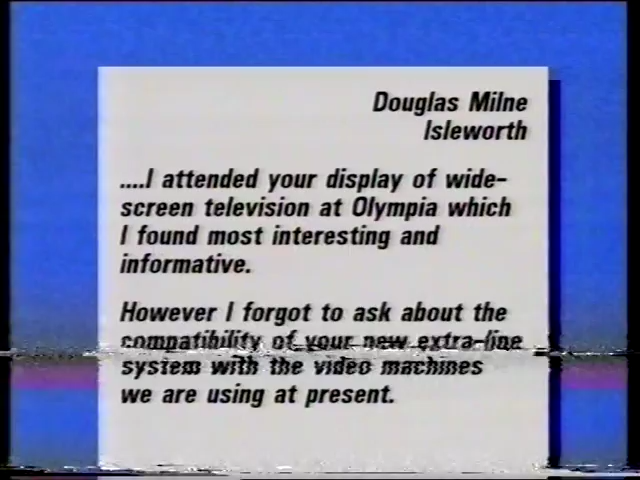 Douglas Milne
Isleworth
....I attended your display of wide-
screen television at Olympia which
I found most interesting and
informative.
However I forgot to ask about the
compatibility of your new extra-line
system with the video machines
we are using at present.